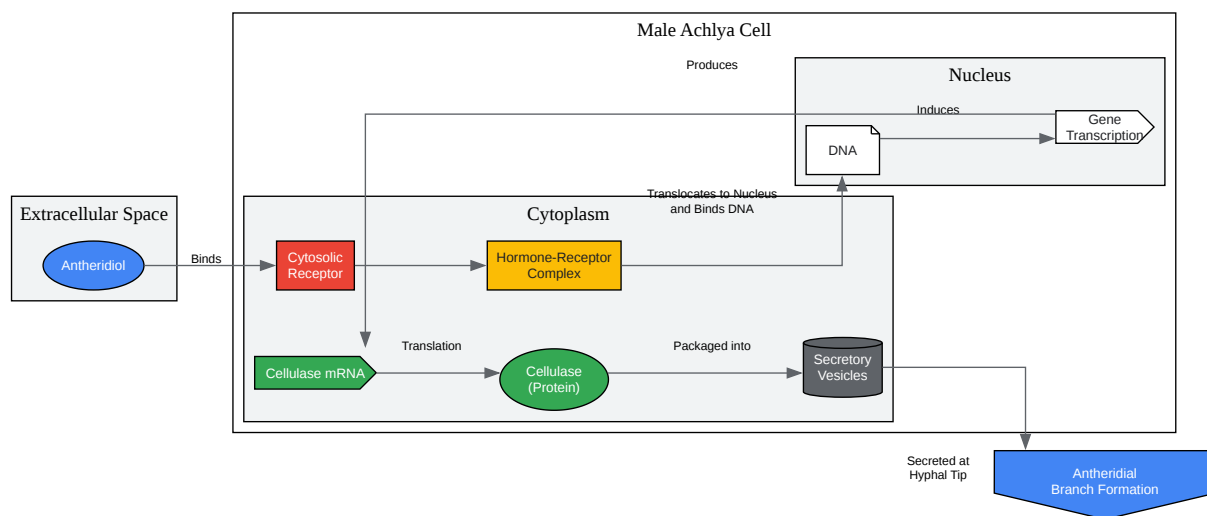 Male Achlya Cell
Produces
Nucleus
Induces
Gene
Transcription
DNA
Translocates to Nucleus
and Binds DNA
Extracellular Space
Cytoplasm
Antheridiol
Binds
Cytosolic
Receptor
Hormone-Receptor
Complex
Cellulase mRNA
Translation
Cellulase
(Protein)
Packaged into
Secretory
Vesicles
Secreted at
Hyphal Tip
Antheridial
Branch Formation